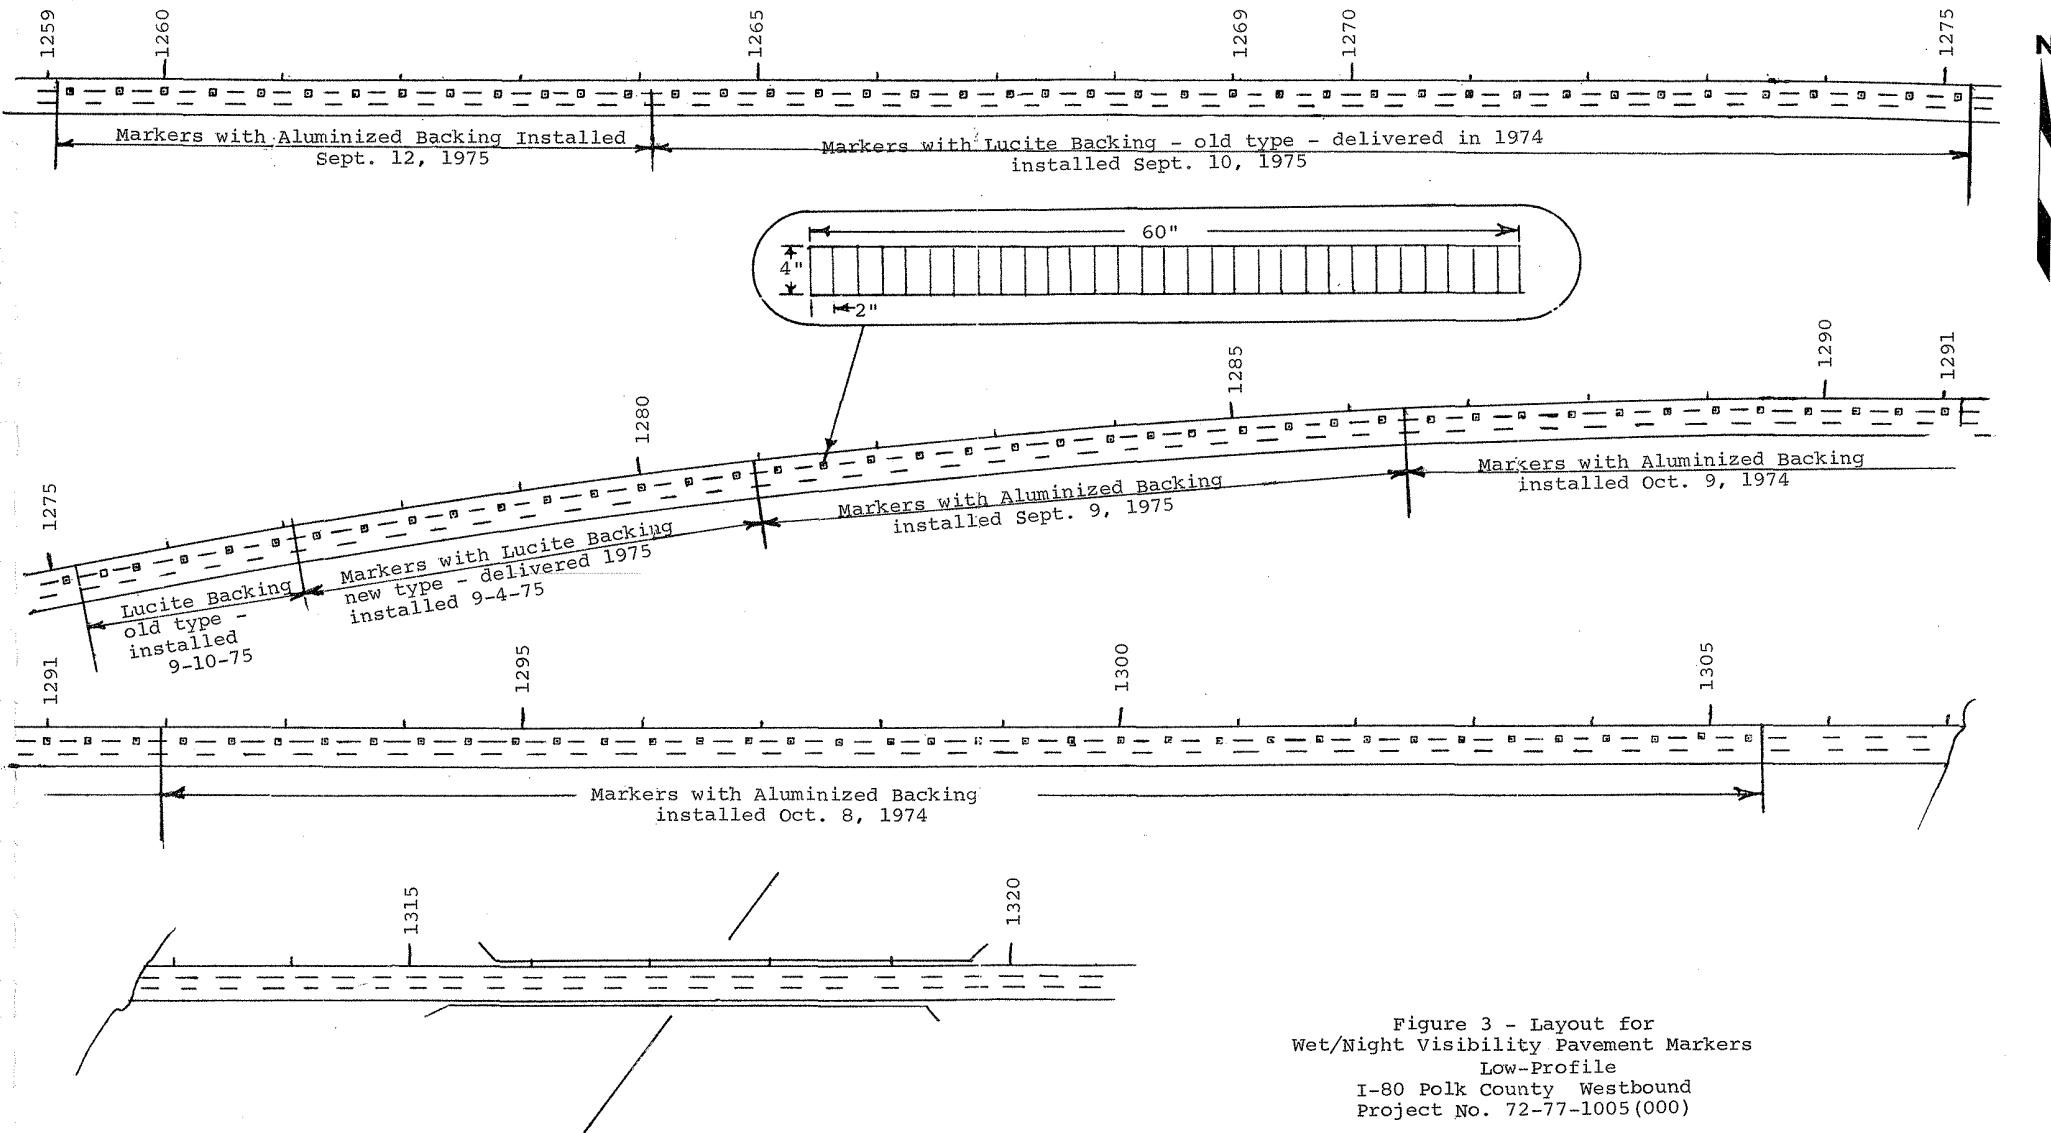 1259
1260
1265
1269
1270
1275
N
Markers with Aluminized Backing Installed
Sept. 12, 1975
Markers with Lucite Backing - old type - delivered in 1974
installed Sept. 10, 1975
60"
4"
2"
1275
1280
1285
1290
1291
Lucite Backing
old type -
installed
9-10-75
Markers with Lucite Backing
new type - delivered 1975
installed 9-4-75
Markers with Aluminized Backing
installed Sept. 9, 1975
Markers with Aluminized Backing
installed Oct. 9, 1974
1291
1295
1300
1305
Markers with Aluminized Backing
installed Oct. 8, 1974
1315
1320
Figure 3 - Layout for
Wet/Night Visibility Pavement Markers
Low-Profile
I-80 Polk County Westbound
Project No. 72-77-1005(000)